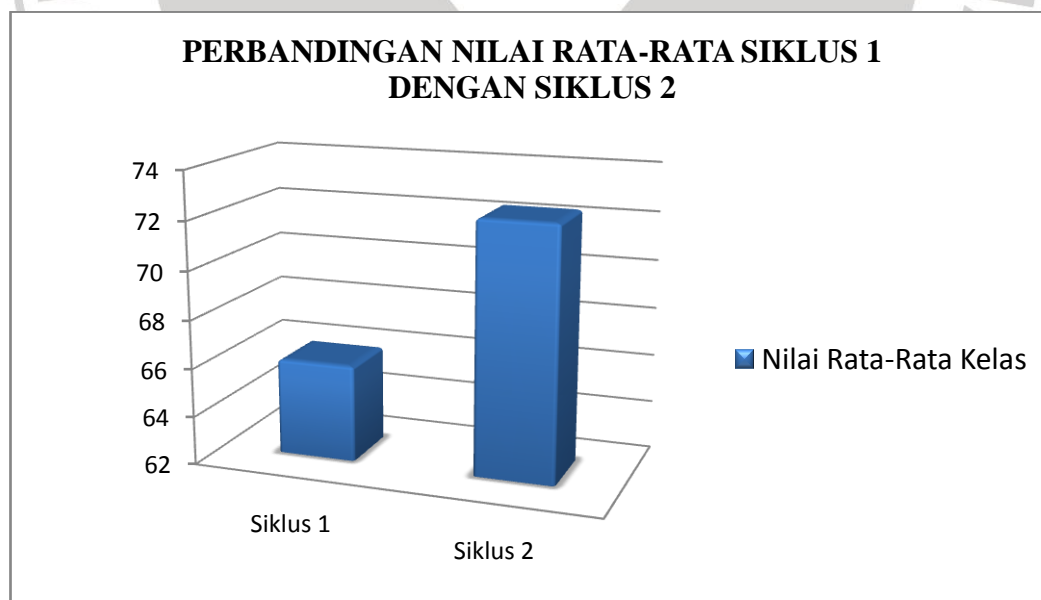 PERBANDINGAN NILAI RATA-RATA SIKLUS 1
DENGAN SIKLUS 2
74
72
70
68
66
64
62
Siklus 1
Siklus 2
Nilai Rata-Rata Kelas